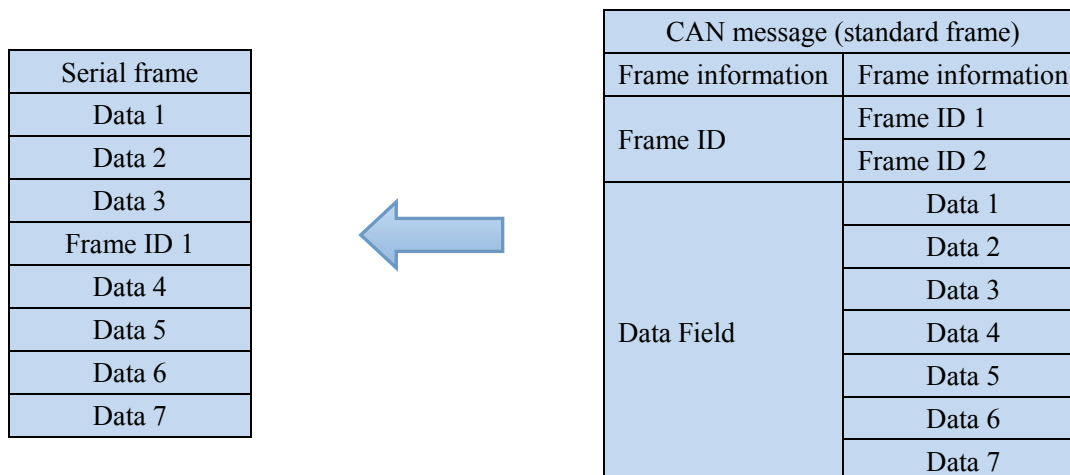 Serial frame
Data 1
Data 2
Data 3
Frame ID 1
Data 4
Data 5
Data 6
Data 7
CAN message (standard frame)
Frame information Frame information
Frame ID
Frame ID 1
Frame ID 2
Data Field
Data 1
Data 2
Data 3
Data 4
Data 5
Data 6
Data 7